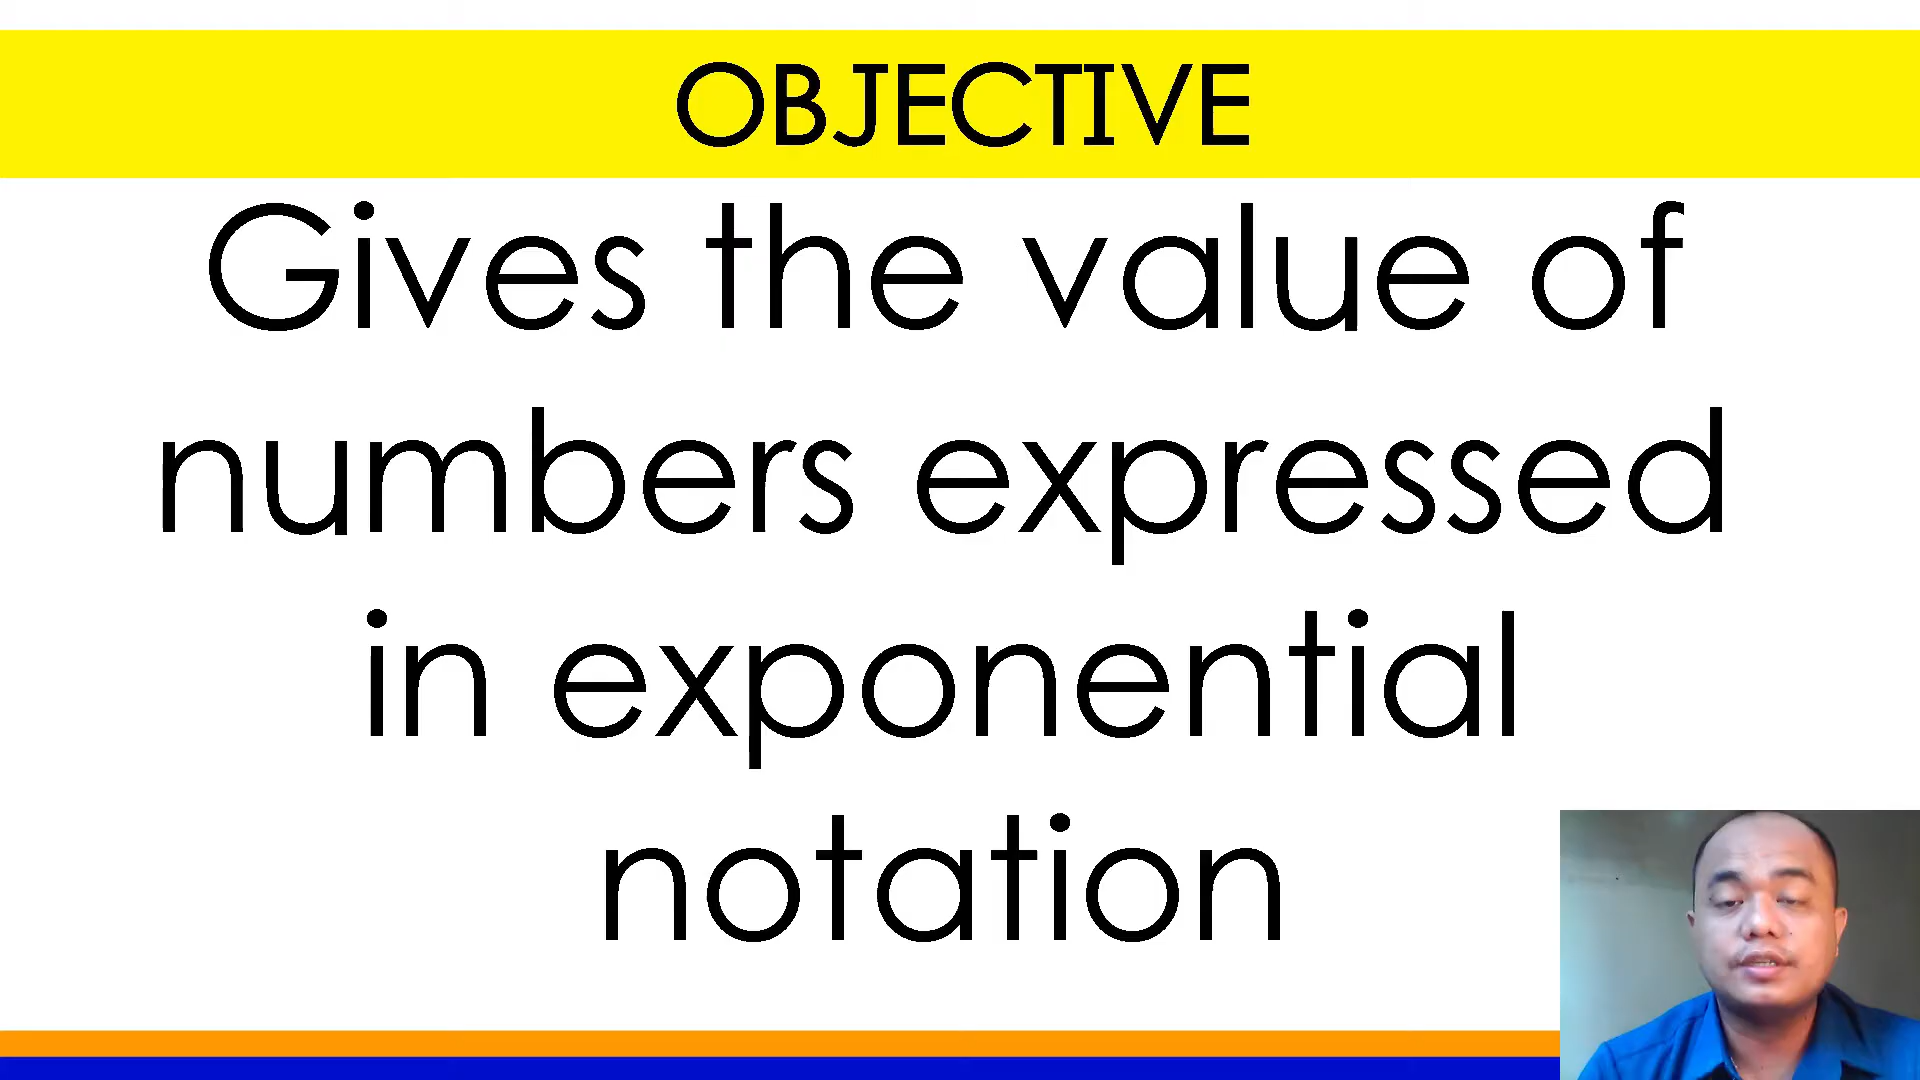 OBJECTIVE
Gives the value of
numbers expressed
in exponential
notation